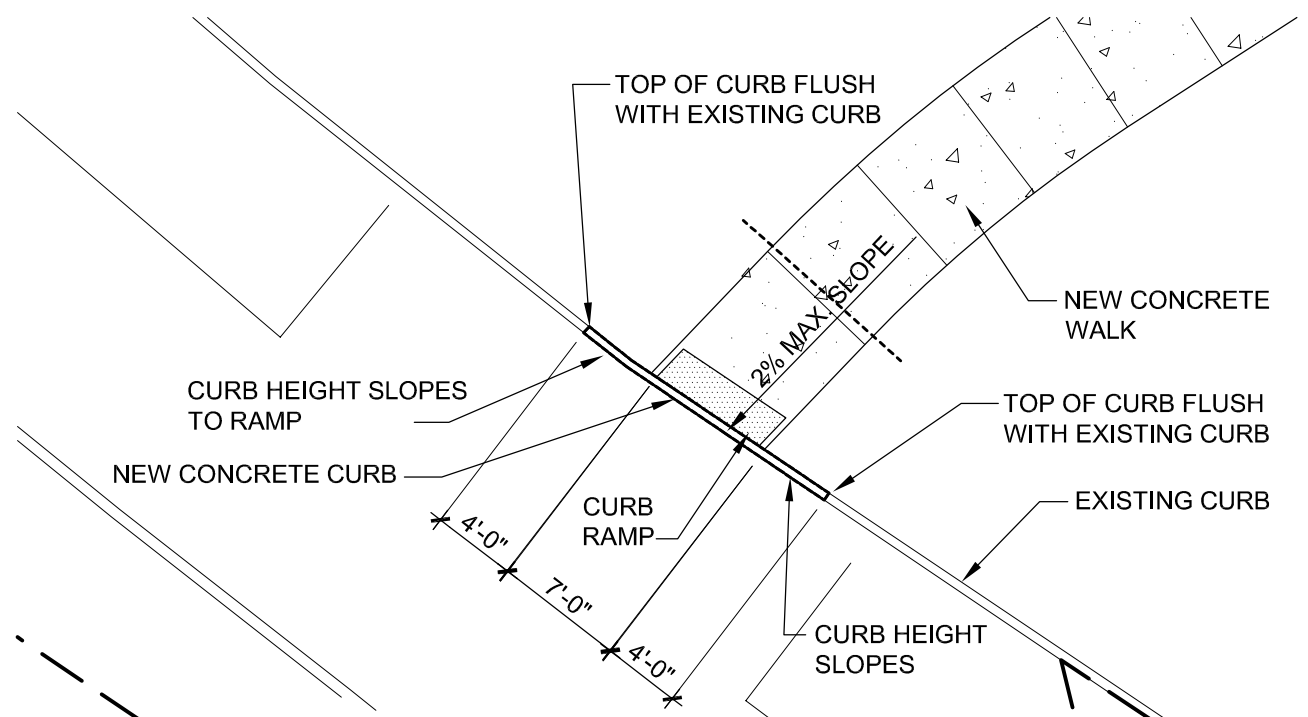 TOP OF CURB FLUSH
WITH EXISTING CURB
2% MAX. SLOPE
NEW CONCRETE
WALK
CURB HEIGHT SLOPES
TO RAMP
TOP OF CURB FLUSH
WITH EXISTING CURB
NEW CONCRETE CURB
EXISTING CURB
CURB
RAMP
4'-0"
7'-0"
4'-0"
CURB HEIGHT
SLOPES